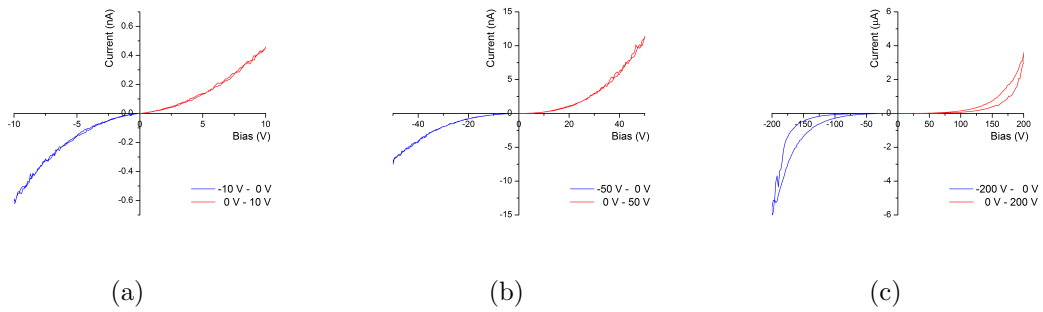 Current (nA)
0.6
0.4
0.2
0.0
-0.2
-0.4
-0.6
-10
-5
0
5
10
Bias (V)
-10 V - 0 V
0 V - 10 V
(a)
Current (nA)
15
10
5
0
-5
-10
-15
-40
-20
20
40
Bias (V)
-50 V - 0 V
0 V - 50 V
(b)
Current (µA)
6
4
2
0
-2
-4
-6
-200
-150
-100
-50
0
50
100
150
200
Bias (V)
-200 V - 0 V
0 V - 200 V
(c)